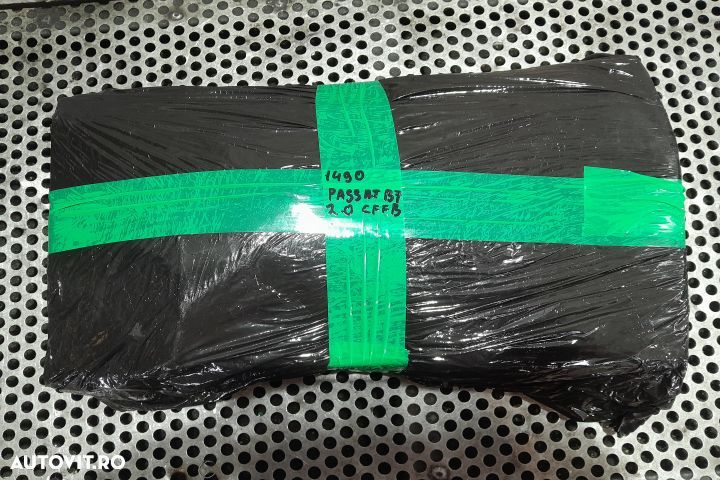 1490
PASSAT B7
2.0 CFFB
AUTOVIT.RO